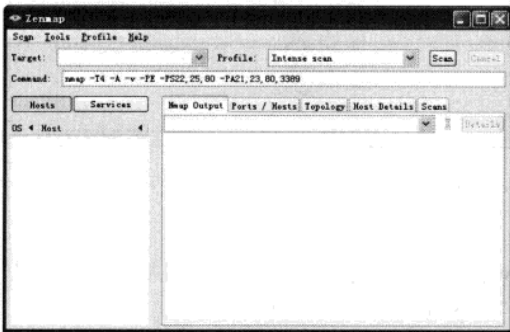 Zenmap
Scan Tools Profile Help
Target: Profile: Intense scan Scan Cancel
Command: nmap -T4 -A -v -PE -PS22,25,80 -PA21,23,80,3389
Hosts Services Nmap Output Ports / Hosts Topology Host Details Scans
OS Host Details